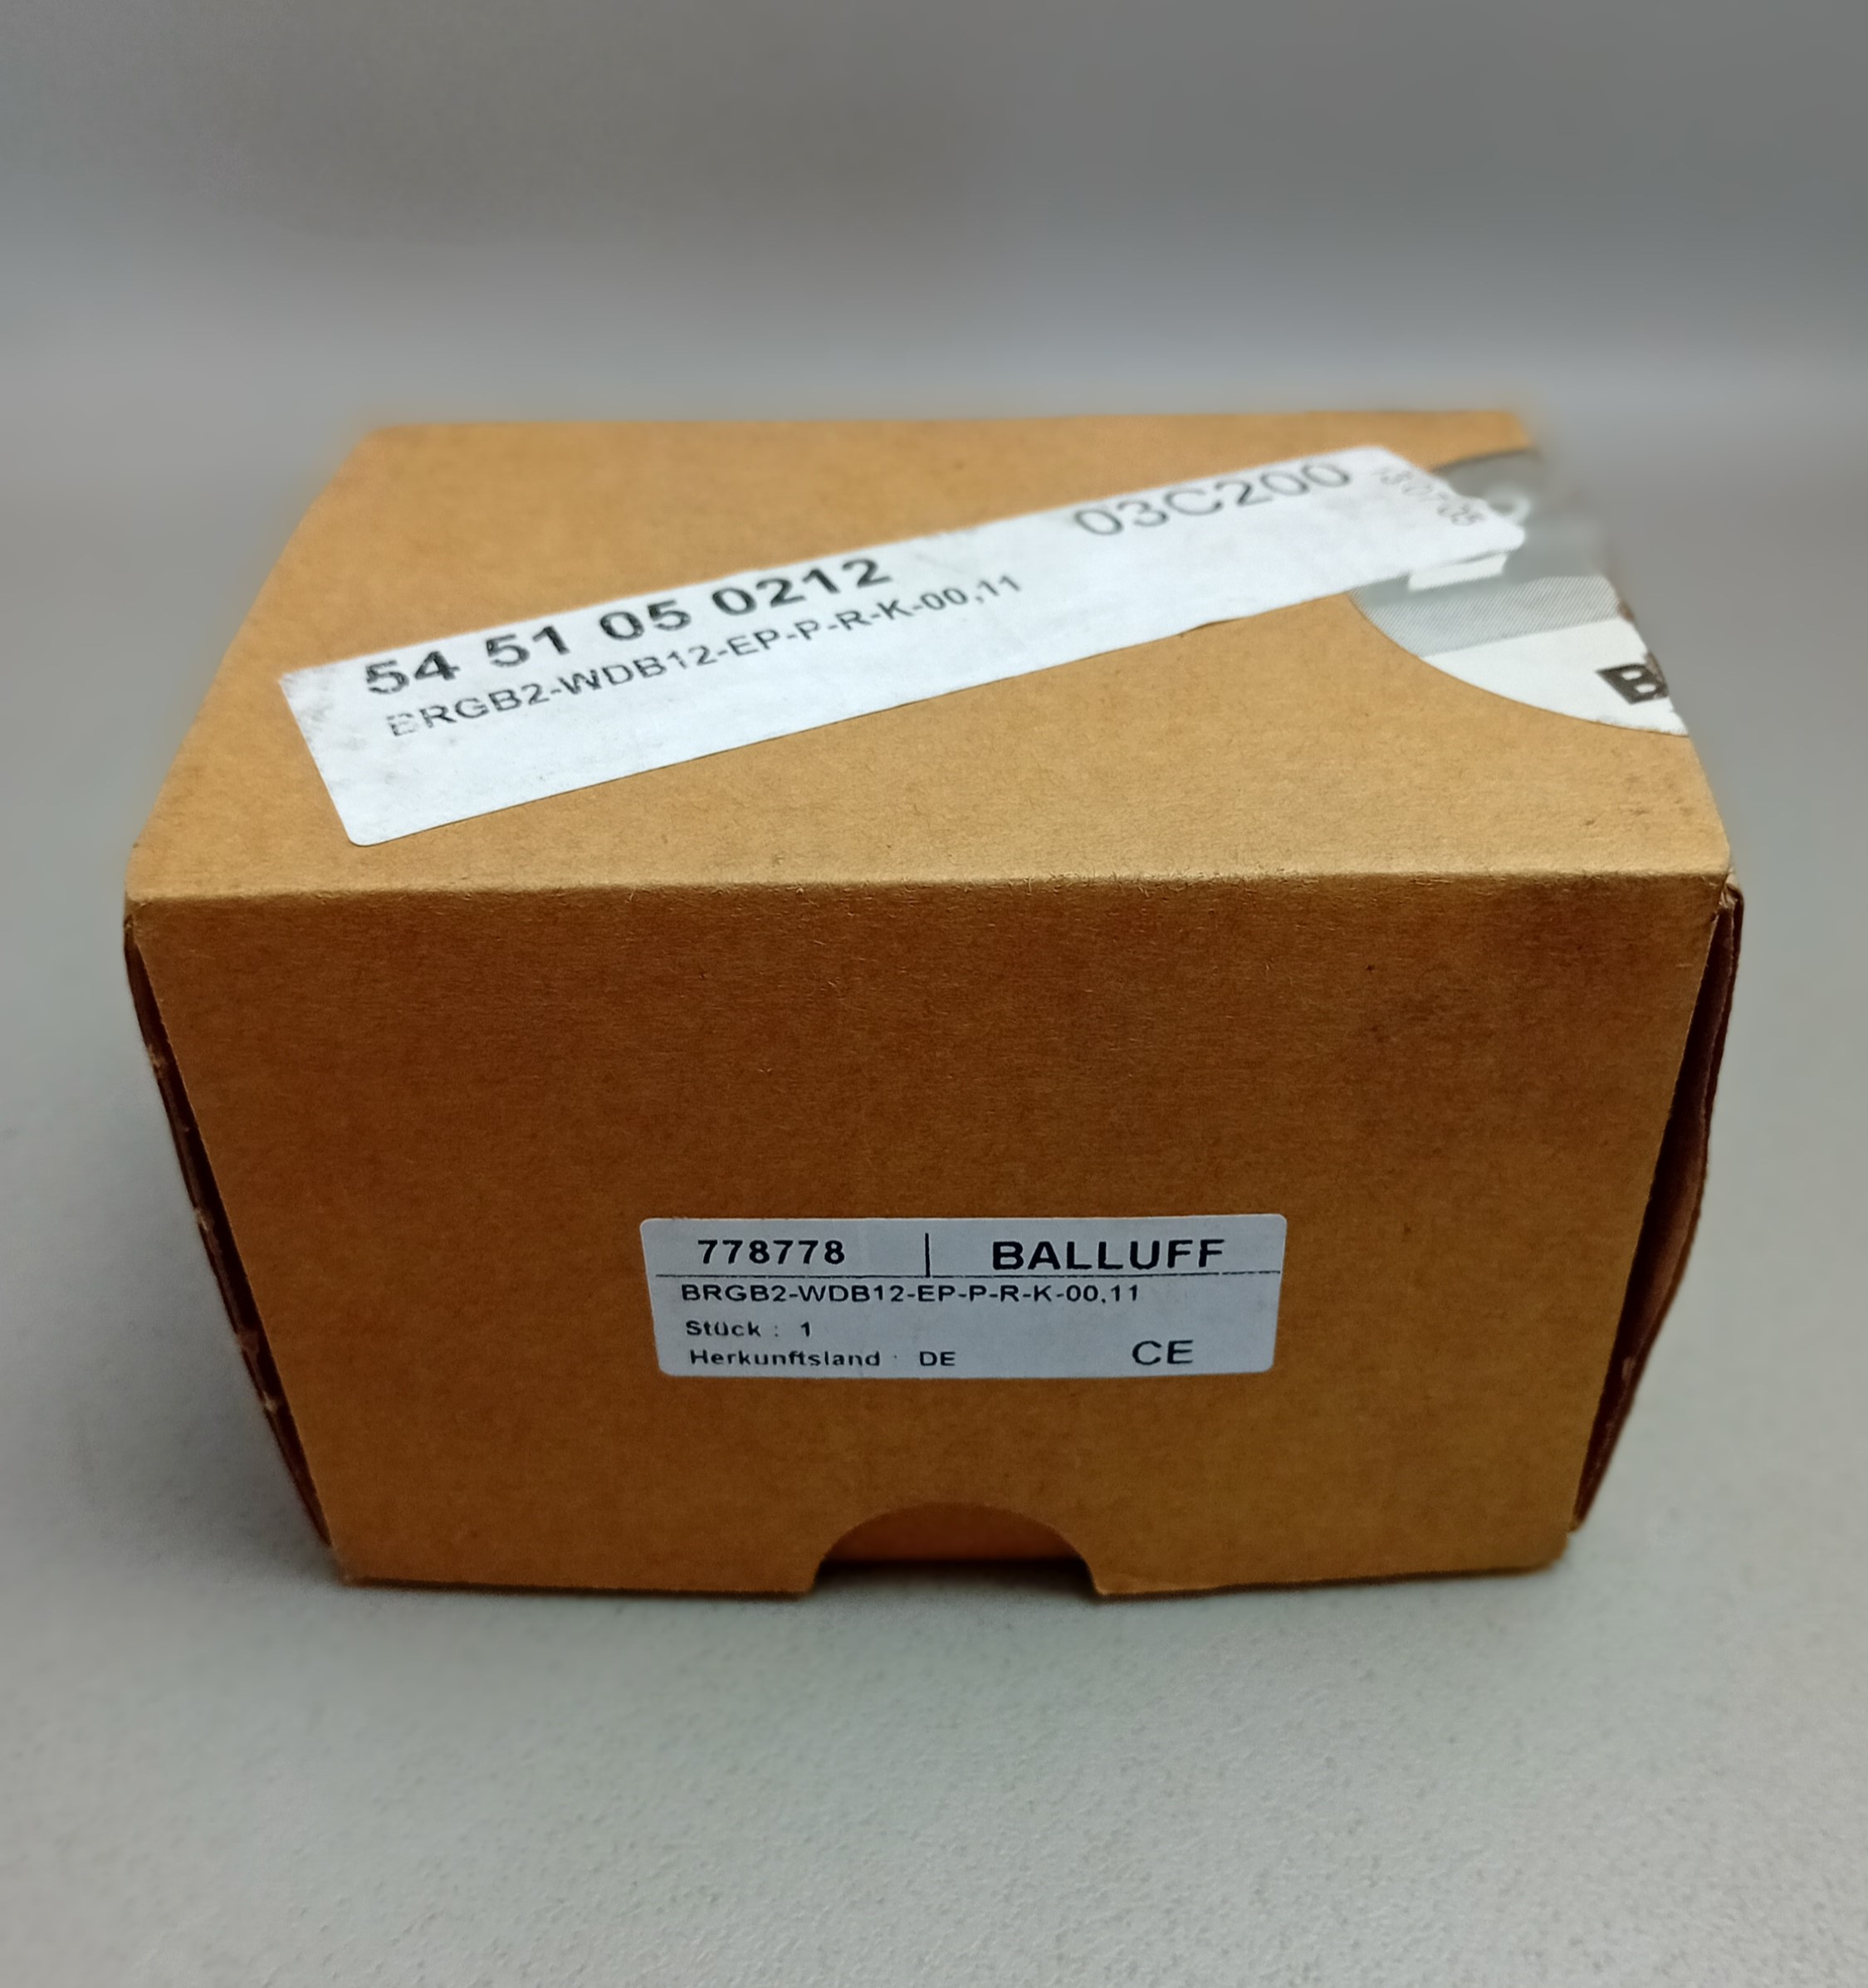 54 51 05 0212 03C200
BRGB2-WDB12-EP-P-R-K-00,11
B
778778 BALLUFF
BRGB2-WDB12-EP-P-R-K-00,11
Stück : 1
Herkunftsland : DE CE